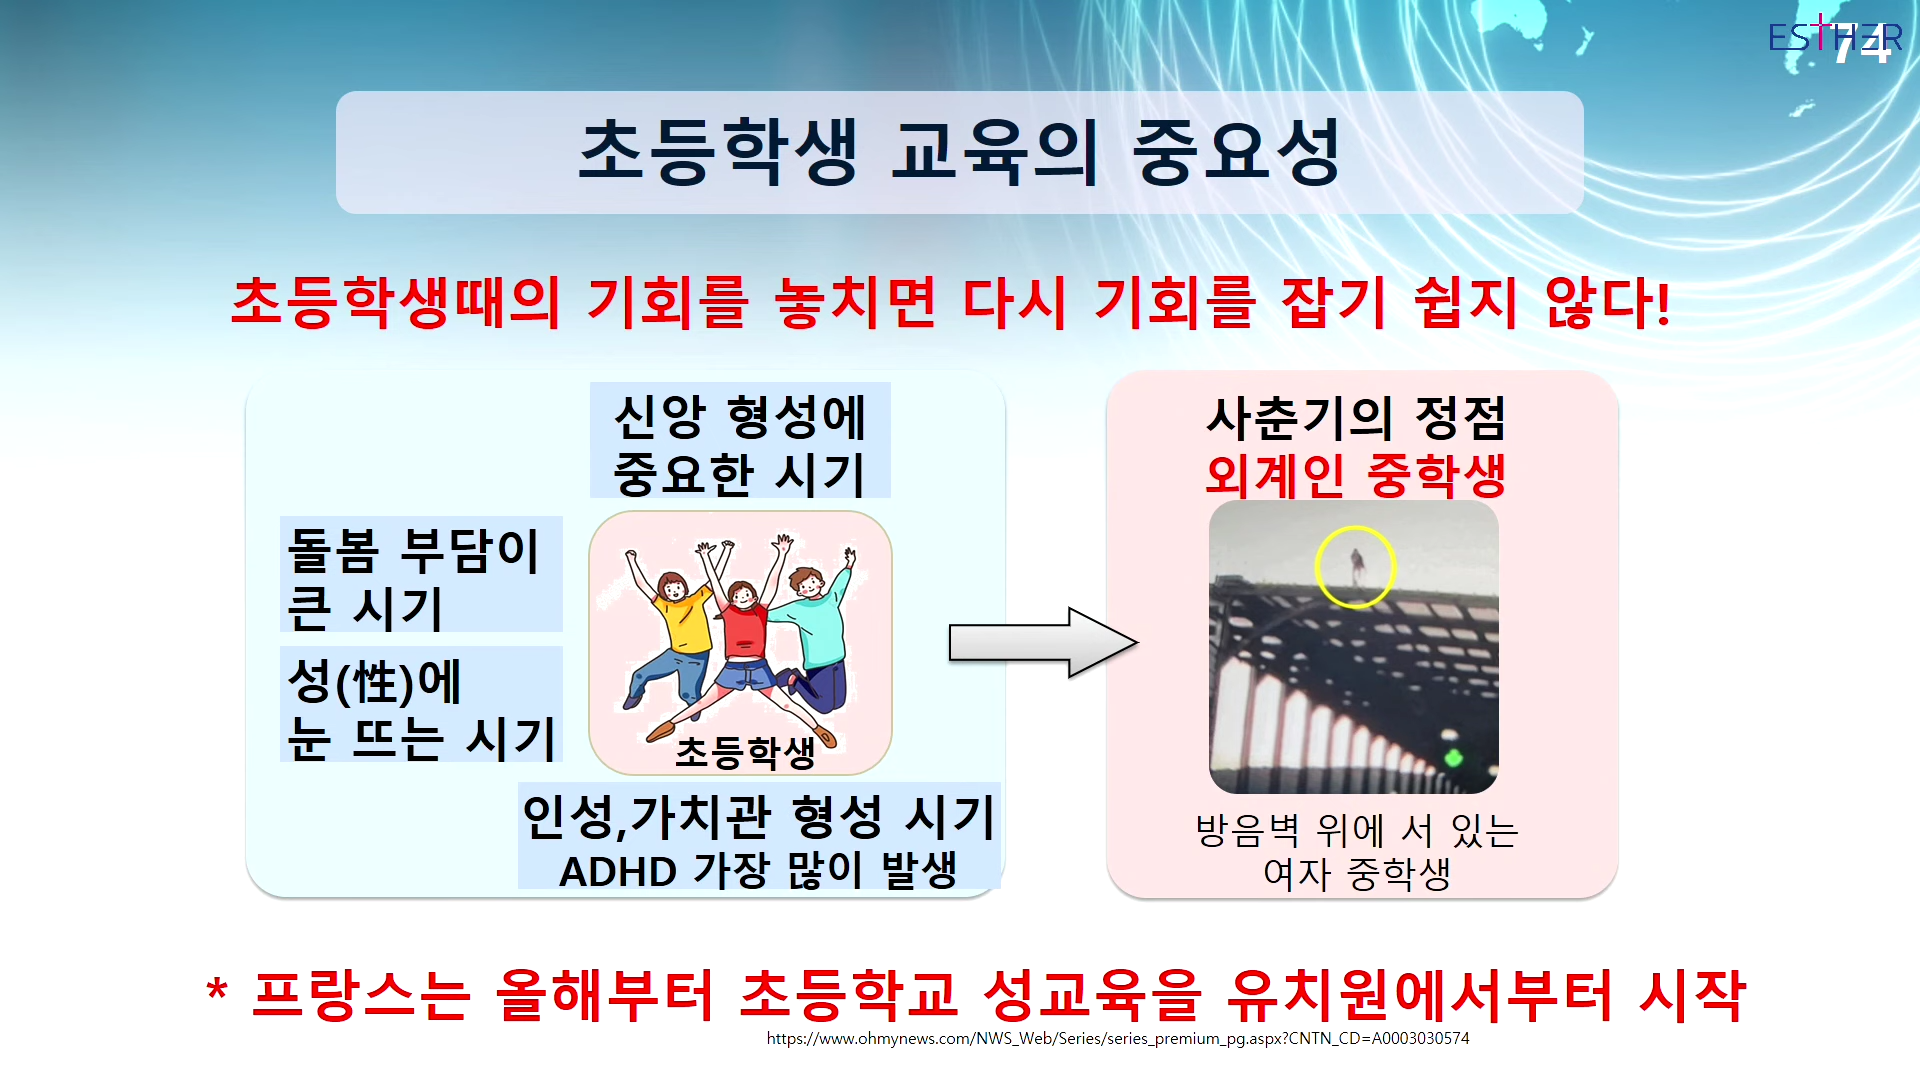 ESTHER
74
초등학생 교육의 중요성
초등학생때의 기회를 놓치면 다시 기회를 잡기 쉽지 않다!
신앙 형성에
중요한 시기
돌봄 부담이
큰 시기
성(性)에
눈 뜨는 시기
초등학생
인성,가치관 형성 시기
ADHD 가장 많이 발생
사춘기의 정점
외계인 중학생
방음벽 위에 서 있는
여자 중학생
* 프랑스는 올해부터 초등학교 성교육을 유치원에서부터 시작
https://www.ohmynews.com/NWS_Web/Series/series_premium_pg.aspx?CNTN_CD=A0003030574